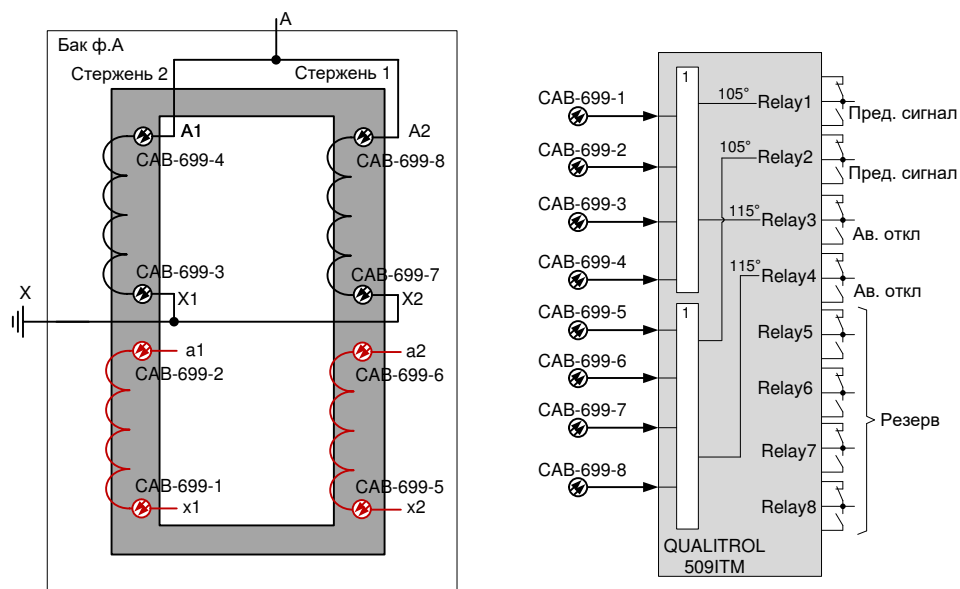 A
Бак ф.А
Стержень 2
Стержень 1
A1
A2
CAB-699-4
CAB-699-8
CAB-699-3
CAB-699-7
X
X1
X2
a1
a2
CAB-699-2
CAB-699-6
CAB-699-1
CAB-699-5
x1
x2
CAB-699-1
CAB-699-2
CAB-699-3
CAB-699-4
CAB-699-5
CAB-699-6
CAB-699-7
CAB-699-8
1
1
105°
Relay1
Пред. сигнал
105°
Relay2
Пред. сигнал
115°
Relay3
Ав. откл
115°
Relay4
Ав. откл
Relay5
Relay6
Relay7
Relay8
Резерв
QUALITROL
509ITM